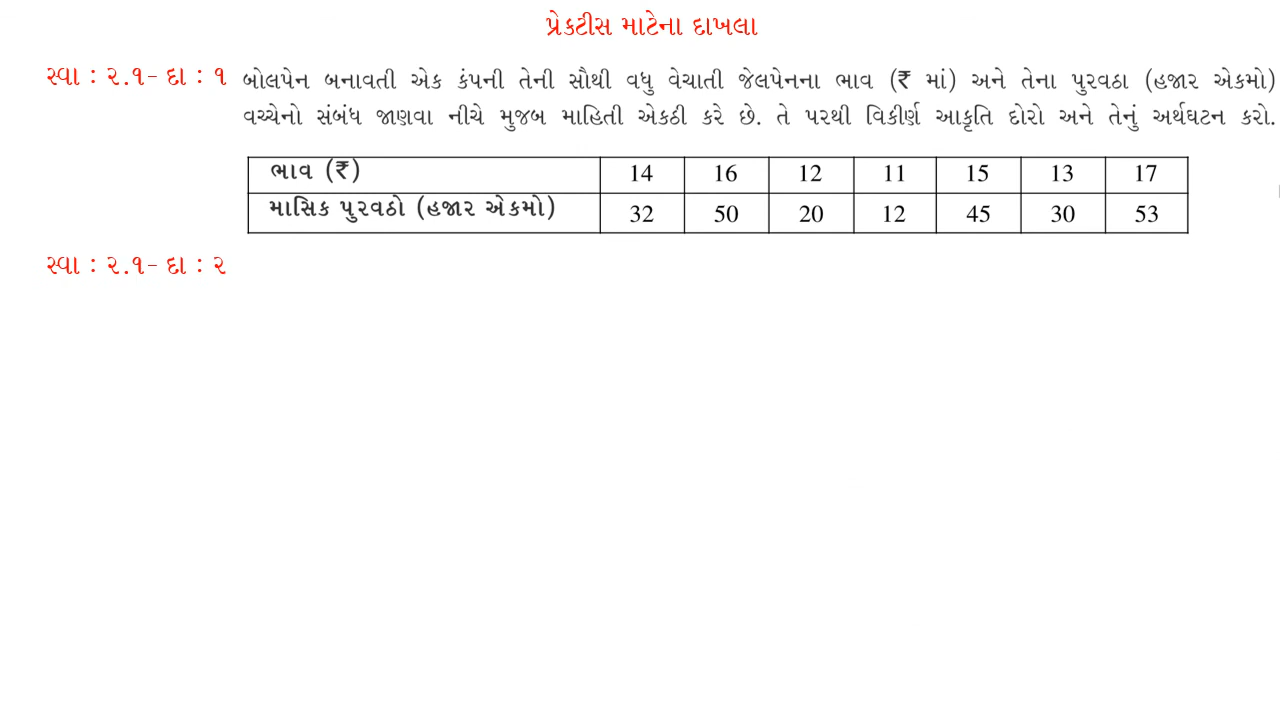 પ્રેકટીસ માટેના દાખલા
સ્વા : ૨.૧- દા : ૧ બોલપેન બનાવતી એક કંપની તેની સૌથી વધુ વેચાતી જેલપેનના ભાવ (₹ માં) અને તેના પુરવઠા (હજાર એકમો)
વચ્ચેનો સંબંધ જાણવા નીચે મુજબ માહિતી એકઠી કરે છે. તે પરથી વિકીર્ણ આકૃતિ દોરો અને તેનું અર્થઘટન કરો.
ભાવ (₹) 14 16 12 11 15 13 17
માસિક પુરવઠો (હજાર એકમો) 32 50 20 12 45 30 53
સ્વા : ૨.૧- દા : ૨